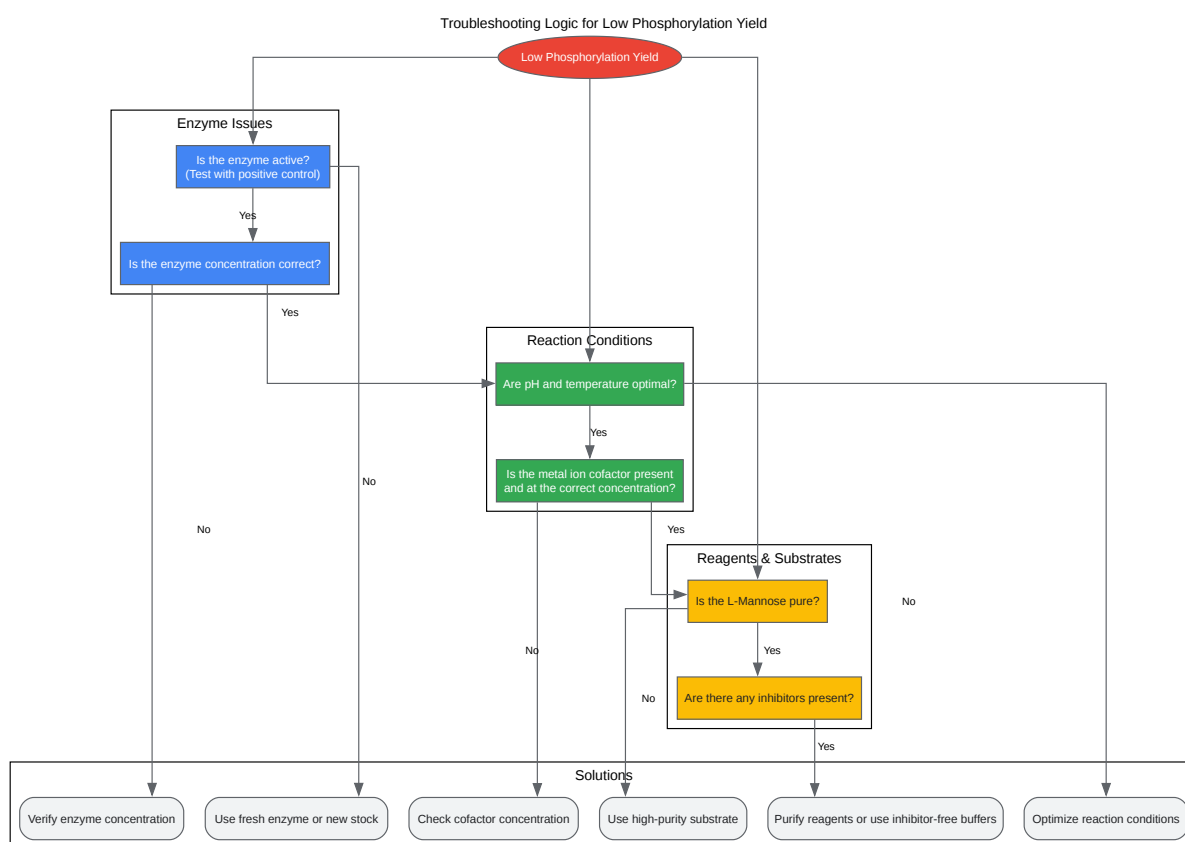 Troubleshooting Logic for Low Phosphorylation Yield
Low Phosphorylation Yield
Enzyme Issues
Is the enzyme active?
(Test with positive control)
Yes
Is the enzyme concentration correct?
Yes
Reaction Conditions
Are pH and temperature optimal?
Yes
Is the metal ion cofactor present
and at the correct concentration?
No
No
Yes
Reagents & Substrates
Is the L-Mannose pure?
No
No
Yes
Are there any inhibitors present?
No
Yes
Solutions
Verify enzyme concentration
Use fresh enzyme or new stock
Check cofactor concentration
Use high-purity substrate
Purify reagents or use inhibitor-free buffers
Optimize reaction conditions